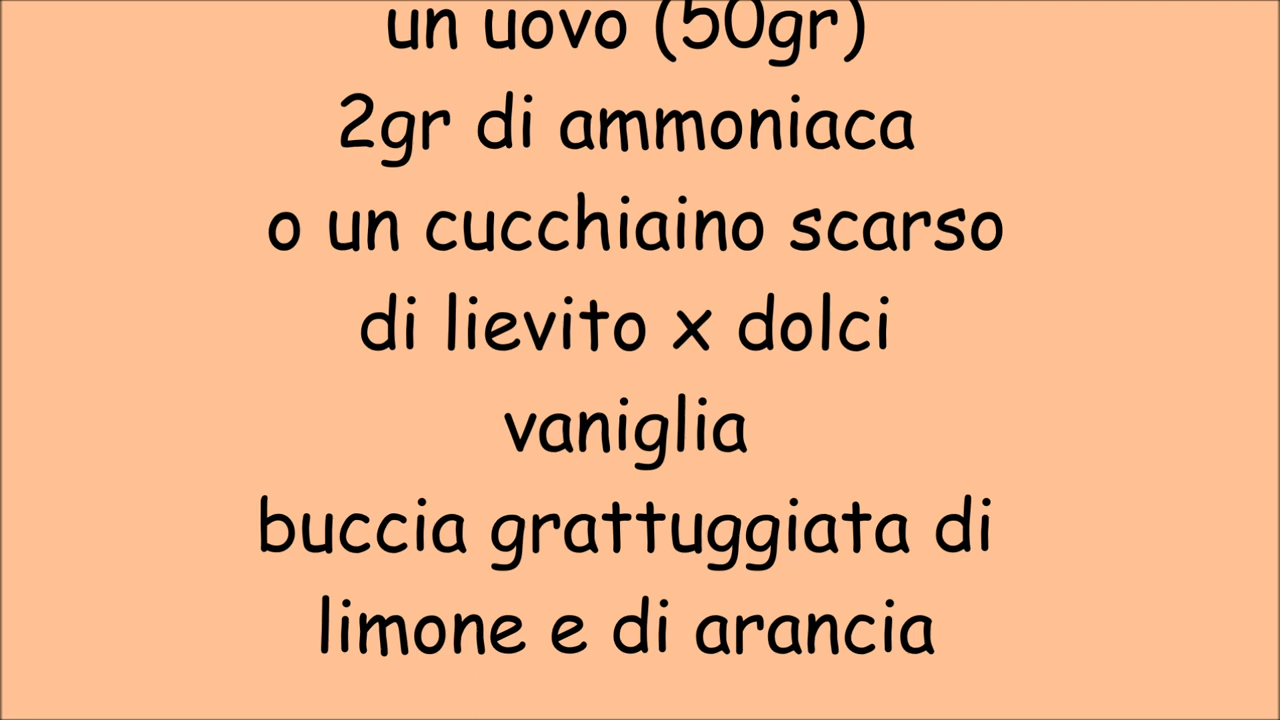 un uovo (50gr)
2gr di ammoniaca
o un cucchiaino scarso
di lievito x dolci
vaniglia
buccia grattuggiata di
limone e di arancia